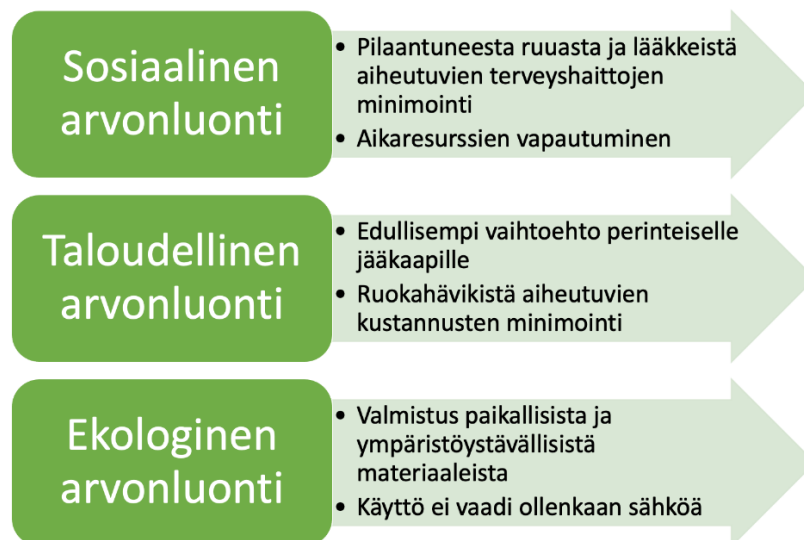 Sosiaalinen
arvonluonti
• Pilaantuneesta ruuasta ja lääkkeistä
aiheutuvien terveyshaittojen
minimointi
• Aikaresurssien vapautuminen
Taloudellinen
arvonluonti
• Edullisempi vaihtoehto perinteiselle
jääkaapille
• Ruokahävikistä aiheutuvien
kustannusten minimointi
Ekologinen
arvonluonti
• Valmistus paikallisista ja
ympäristöystävällisistä
materiaaleista
• Käyttö ei vaadi ollenkaan sähköä